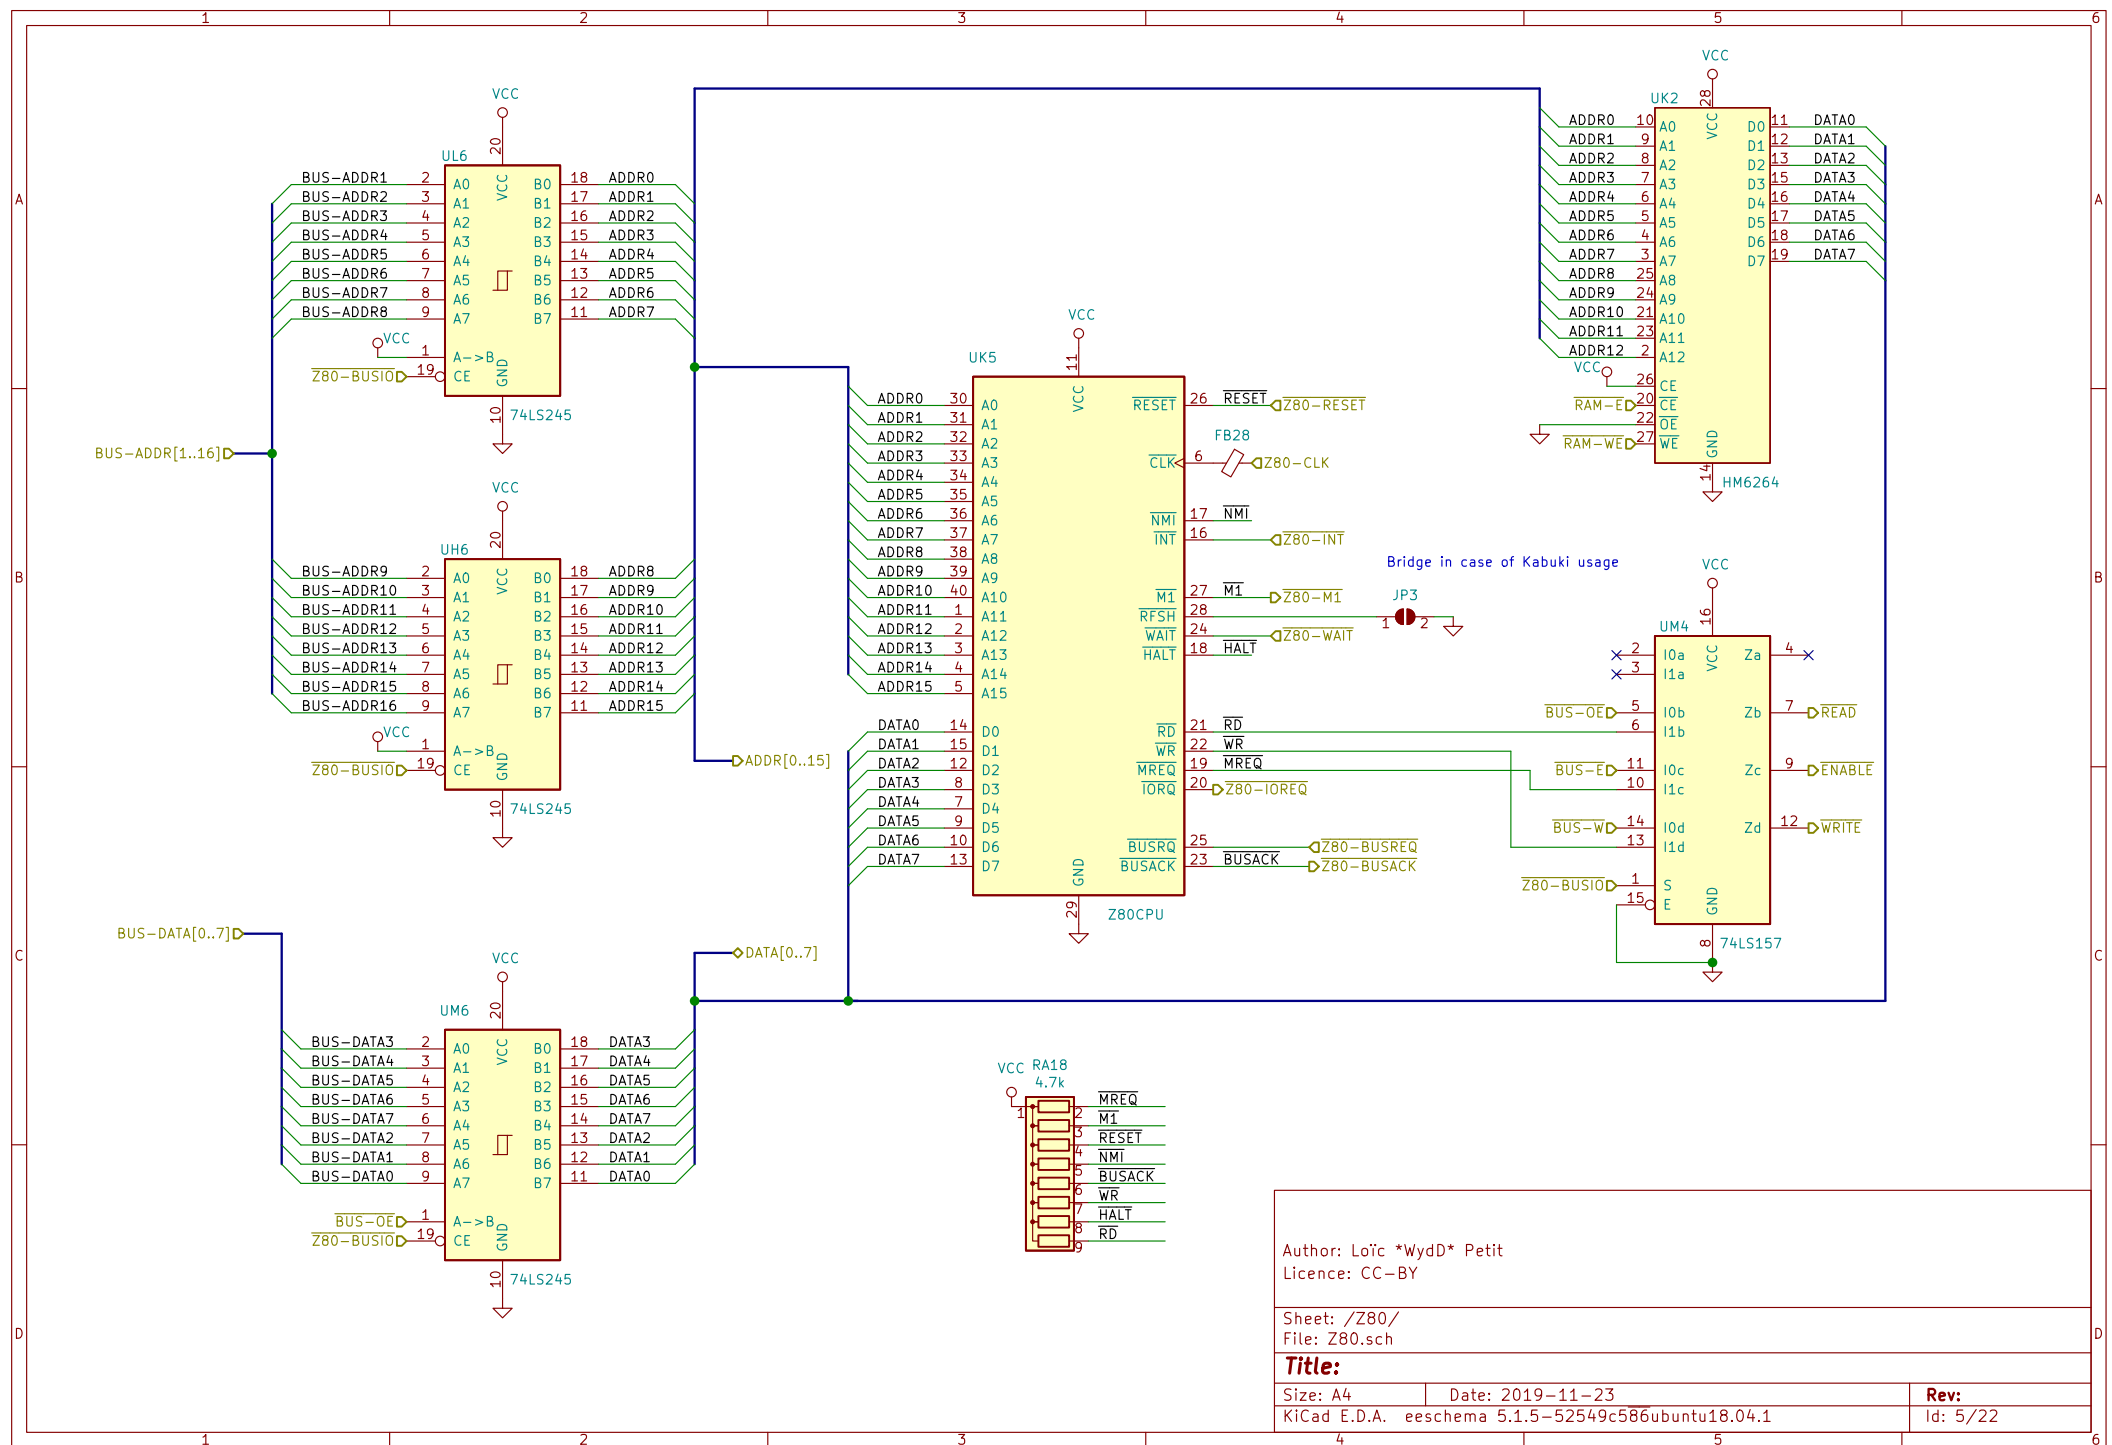 1 2 3 4 5 6
A
B
C
D
VCC
20
UL6
VCC
BUS-ADDR1 2 A0 B0 18 ADDR0
BUS-ADDR2 3 A1 B1 17 ADDR1
BUS-ADDR3 4 A2 B2 16 ADDR2
BUS-ADDR4 5 A3 B3 15 ADDR3
BUS-ADDR5 6 A4 B4 14 ADDR4
BUS-ADDR6 7 A5 B5 13 ADDR5
BUS-ADDR7 8 A6 B6 12 ADDR6
BUS-ADDR8 9 A7 B7 11 ADDR7
VCC
1 A->B
Z80-BUSIO 19 CE
GND
10
74LS245
BUS-ADDR[1..16]
VCC
20
UH6
VCC
BUS-ADDR9 2 A0 B0 18 ADDR8
BUS-ADDR10 3 A1 B1 17 ADDR9
BUS-ADDR11 4 A2 B2 16 ADDR10
BUS-ADDR12 5 A3 B3 15 ADDR11
BUS-ADDR13 6 A4 B4 14 ADDR12
BUS-ADDR14 7 A5 B5 13 ADDR13
BUS-ADDR15 8 A6 B6 12 ADDR14
BUS-ADDR16 9 A7 B7 11 ADDR15
VCC
1 A->B
Z80-BUSIO 19 CE
GND
10
74LS245
ADDR[0..15]
BUS-DATA[0..7]
DATA[0..7]
VCC
20
UM6
VCC
BUS-DATA3 2 A0 B0 18 DATA3
BUS-DATA4 3 A1 B1 17 DATA4
BUS-DATA5 4 A2 B2 16 DATA5
BUS-DATA6 5 A3 B3 15 DATA6
BUS-DATA7 6 A4 B4 14 DATA7
BUS-DATA2 7 A5 B5 13 DATA2
BUS-DATA1 8 A6 B6 12 DATA1
BUS-DATA0 9 A7 B7 11 DATA0
BUS-OE 1 A->B
Z80-BUSIO 19 CE
GND
10
74LS245
VCC
11
UK5
VCC
ADDR0 30 A0 RESET 26 RESET Z80-RESET
ADDR1 31 A1
ADDR2 32 A2
FB28
ADDR3 33 A3 CLK 6 Z80-CLK
ADDR4 34 A4
ADDR5 35 A5
ADDR6 36 A6 NMI 17 NMI
ADDR7 37 A7 INT 16 Z80-INT
ADDR8 38 A8
ADDR9 39 A9
ADDR10 40 A10 M1 27 M1 Z80-M1
ADDR11 1 A11 RFSH 28
ADDR12 2 A12 WAIT 24 Z80-WAIT
ADDR13 3 A13 HALT 18 HALT
ADDR14 4 A14
ADDR15 5 A15
DATA0 14 D0 RD 21 RD
DATA1 15 D1 WR 22 WR
DATA2 12 D2 MREQ 19 MREQ
DATA3 8 D3 IORQ 20 Z80-IOREQ
DATA4 7 D4
DATA5 9 D5
DATA6 10 D6 BUSRQ 25 Z80-BUSREQ
DATA7 13 D7 BUSACK 23 BUSACK Z80-BUSACK
GND
29
Z80CPU
Bridge in case of Kabuki usage
JP3
1 2
VCC RA18
4.7k
1
2 MREQ
3 M1
4 RESET
5 NMI
6 BUSACK
7 WR
8 HALT
9 RD
VCC
28
UK2
VCC
ADDR0 10 A0 D0 11 DATA0
ADDR1 9 A1 D1 12 DATA1
ADDR2 8 A2 D2 13 DATA2
ADDR3 7 A3 D3 15 DATA3
ADDR4 6 A4 D4 16 DATA4
ADDR5 5 A5 D5 17 DATA5
ADDR6 4 A6 D6 18 DATA6
ADDR7 3 A7 D7 19 DATA7
ADDR8 25 A8
ADDR9 24 A9
ADDR10 21 A10
ADDR11 23 A11
ADDR12 2 A12
VCC
26 CE
RAM-E 20 CE
22 OE
RAM-WE 27 WE
GND
14
HM6264
VCC
16
UM4
VCC
2 I0a Za 4
3 I1a
BUS-OE 5 I0b Zb 7 READ
6 I1b
BUS-E 11 I0c Zc 9 ENABLE
10 I1c
BUS-W 14 I0d Zd 12 WRITE
13 I1d
Z80-BUSIO 1 S
15 E
GND
8
74LS157
Author: Loïc *WydD* Petit
Licence: CC-BY
Sheet: /Z80/
File: Z80.sch
Title:
Size: A4 Date: 2019-11-23 Rev:
KiCad E.D.A. eeschema 5.1.5-52549c586ubuntu18.04.1 Id: 5/22
A
B
C
D
1 2 3 4 5 6